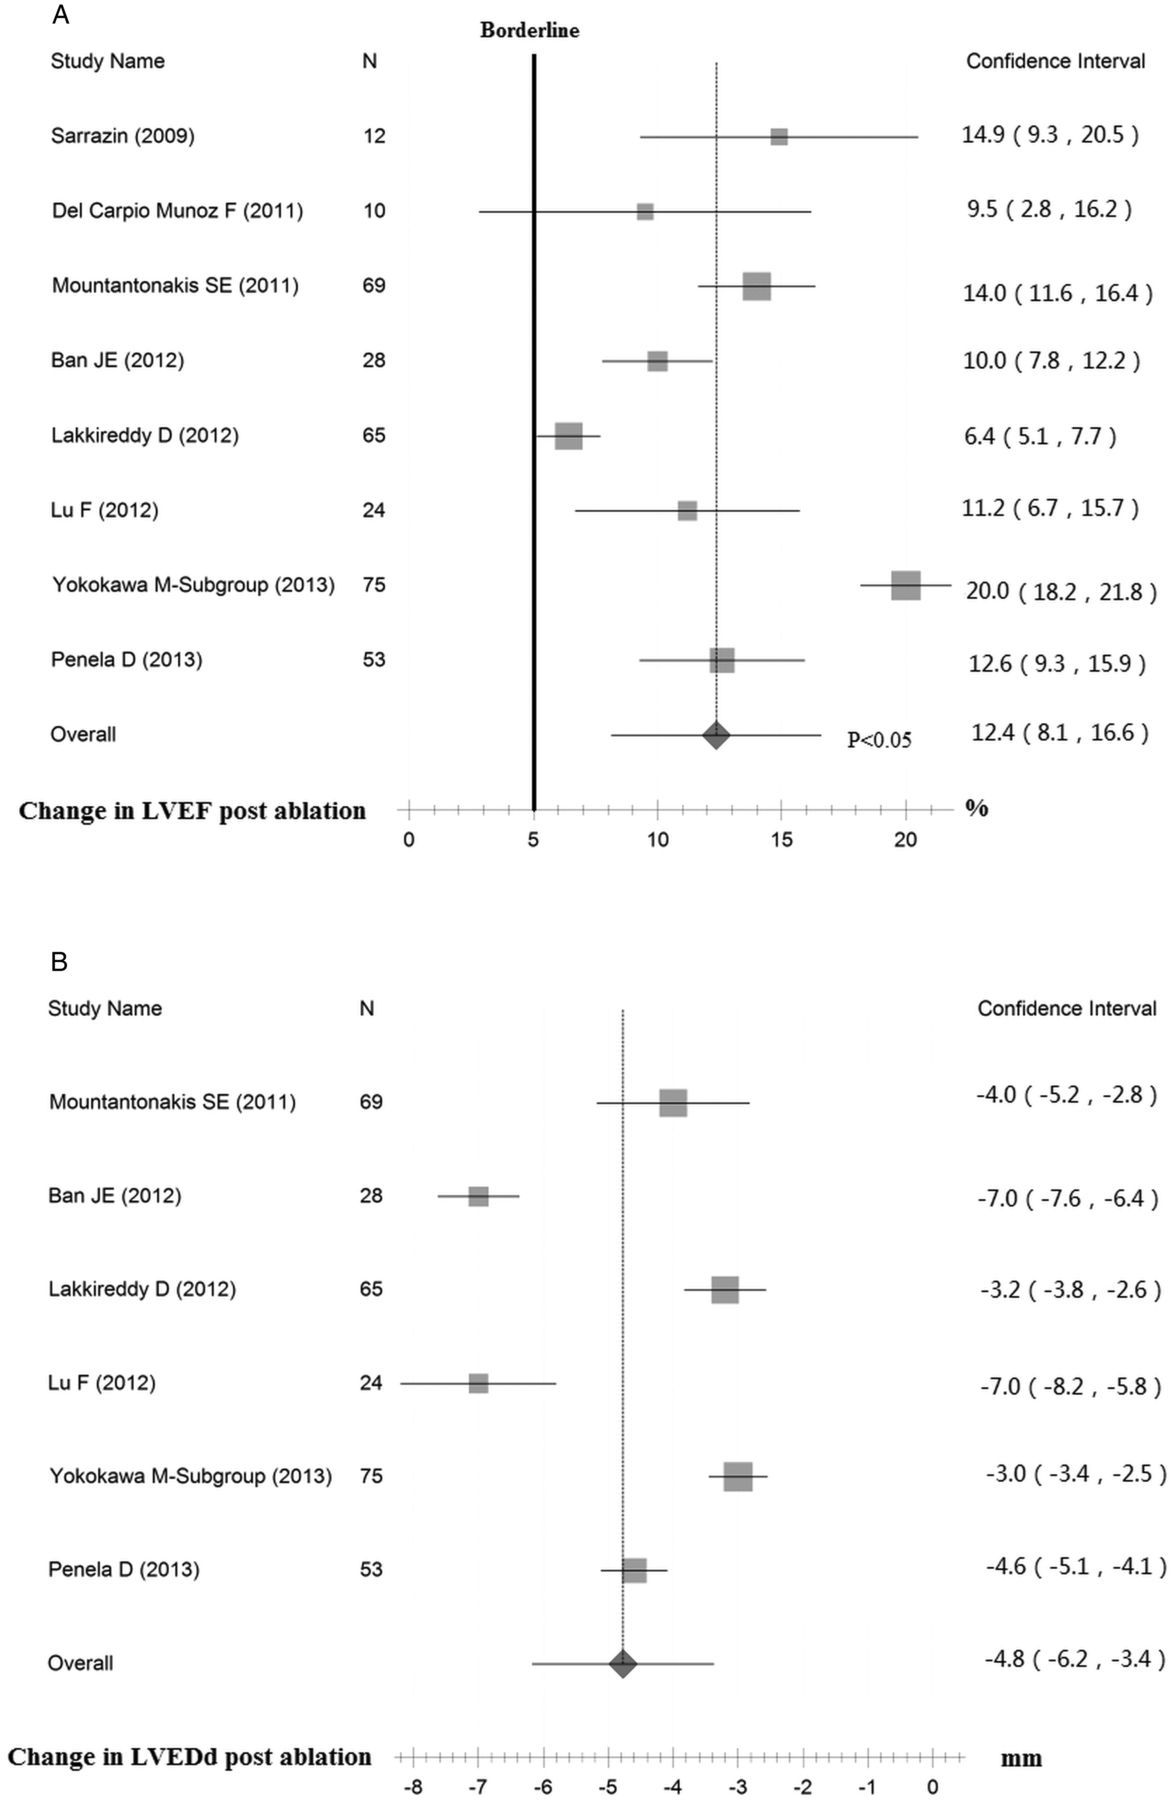 A
Borderline
Study Name N Confidence Interval
Sarrazin (2009) 12 14.9 ( 9.3 , 20.5 )
Del Carpio Munoz F (2011) 10 9.5 ( 2.8 , 16.2 )
Mountantonakis SE (2011) 69 14.0 ( 11.6 , 16.4 )
Ban JE (2012) 28 10.0 ( 7.8 , 12.2 )
Lakkireddy D (2012) 65 6.4 ( 5.1 , 7.7 )
Lu F (2012) 24 11.2 ( 6.7 , 15.7 )
Yokokawa M-Subgroup (2013) 75 20.0 ( 18.2 , 21.8 )
Penela D (2013) 53 12.6 ( 9.3 , 15.9 )
Overall P<0.05 12.4 ( 8.1 , 16.6 )
Change in LVEF post ablation %
0 5 10 15 20
B
Study Name N Confidence Interval
Mountantonakis SE (2011) 69 -4.0 ( -5.2 , -2.8 )
Ban JE (2012) 28 -7.0 ( -7.6 , -6.4 )
Lakkireddy D (2012) 65 -3.2 ( -3.8 , -2.6 )
Lu F (2012) 24 -7.0 ( -8.2 , -5.8 )
Yokokawa M-Subgroup (2013) 75 -3.0 ( -3.4 , -2.5 )
Penela D (2013) 53 -4.6 ( -5.1 , -4.1 )
Overall -4.8 ( -6.2 , -3.4 )
Change in LVEDd post ablation mm
-8 -7 -6 -5 -4 -3 -2 -1 0